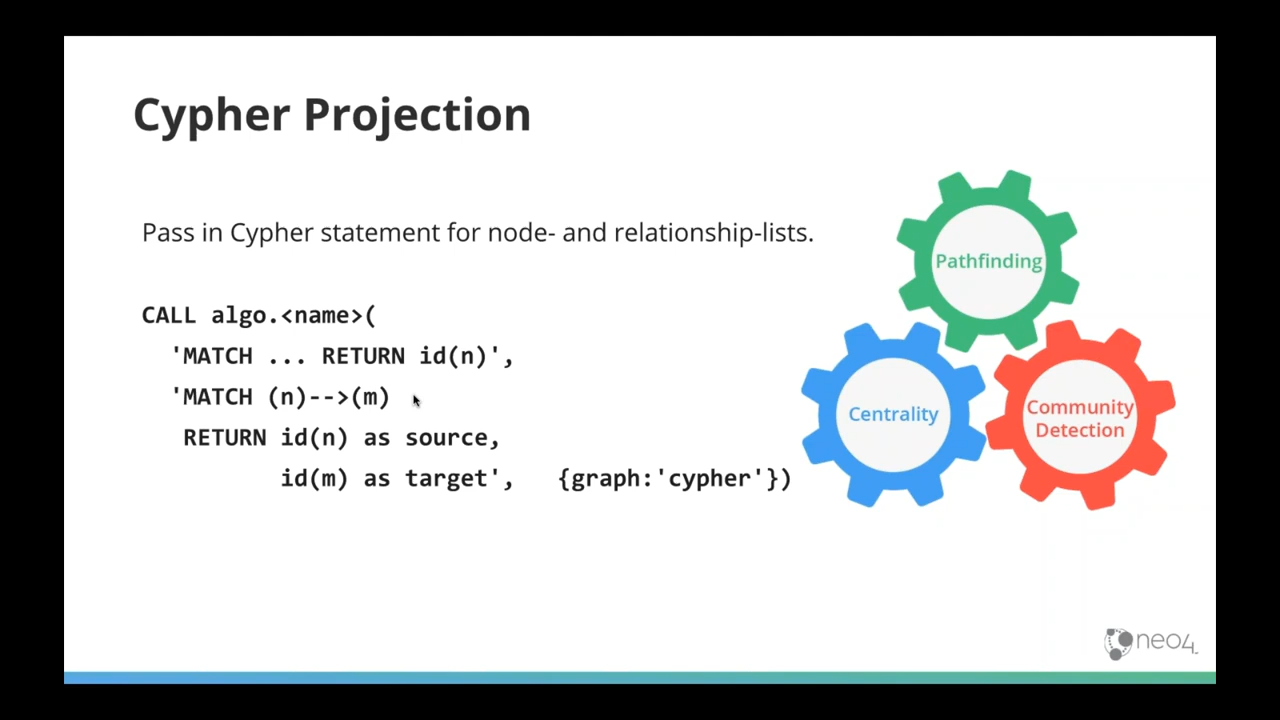 Cypher Projection
Pass in Cypher statement for node- and relationship-lists.
CALL algo.<name>(
'MATCH ... RETURN id(n)',
'MATCH (n)-->(m)
RETURN id(n) as source,
id(m) as target',   {graph:'cypher'})
Pathfinding
Centrality
Community
Detection
neo4j